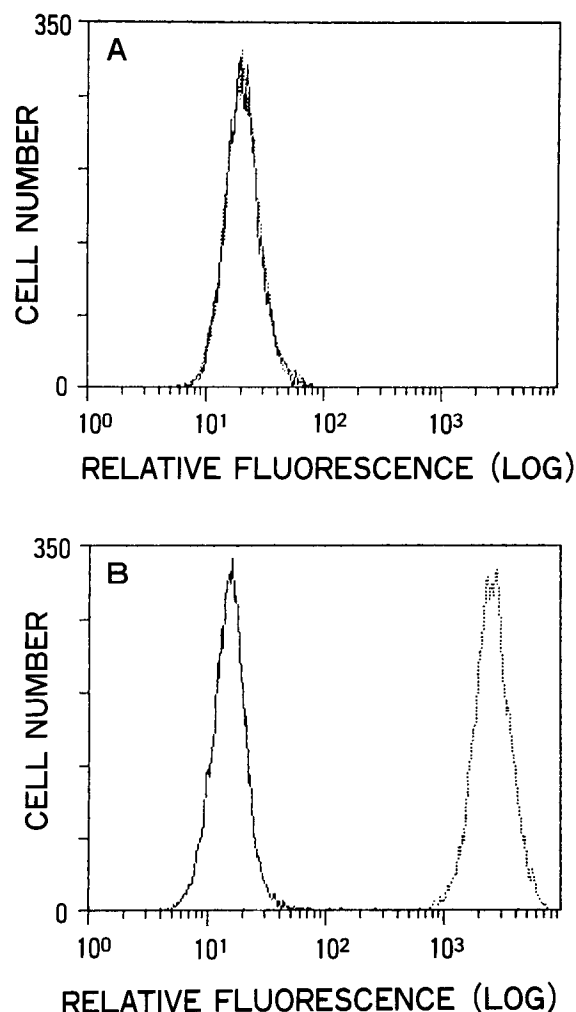 350
A
CELL NUMBER
0
10⁰ 10¹ 10² 10³
RELATIVE FLUORESCENCE (LOG)
350
B
CELL NUMBER
0
10⁰ 10¹ 10² 10³
RELATIVE FLUORESCENCE (LOG)